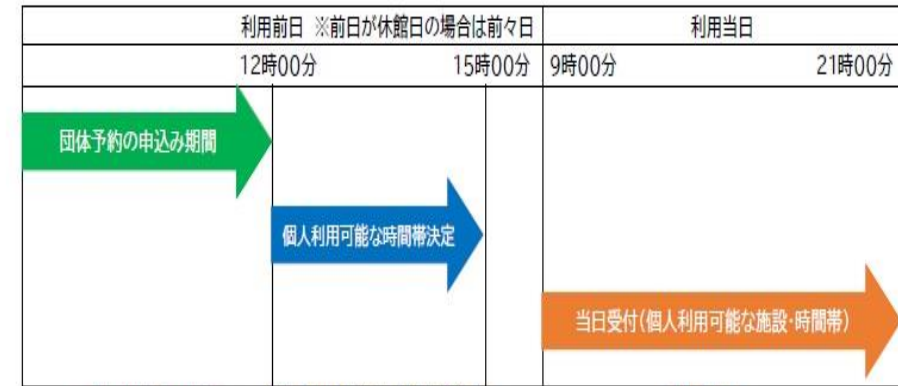 利用前日 ※前日が休館日の場合は前々日 利用当日
12時00分 15時00分 9時00分 21時00分
団体予約の申込み期間
個人利用可能な時間帯決定
当日受付(個人利用可能な施設・時間帯)